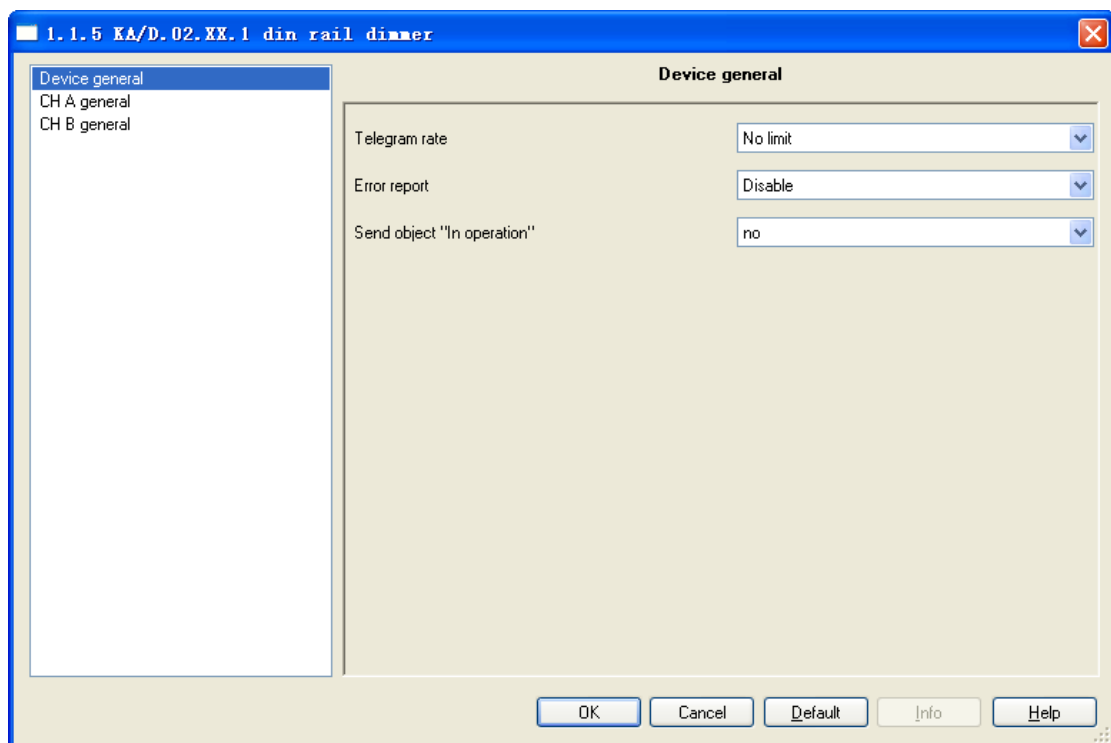 1.1.5 KA/D.02.XX.1 din rail dimmer
Device general
CH A general
CH B general
Device general
Telegram rate No limit
Error report Disable
Send object "In operation" no
OK Cancel Default Info Help